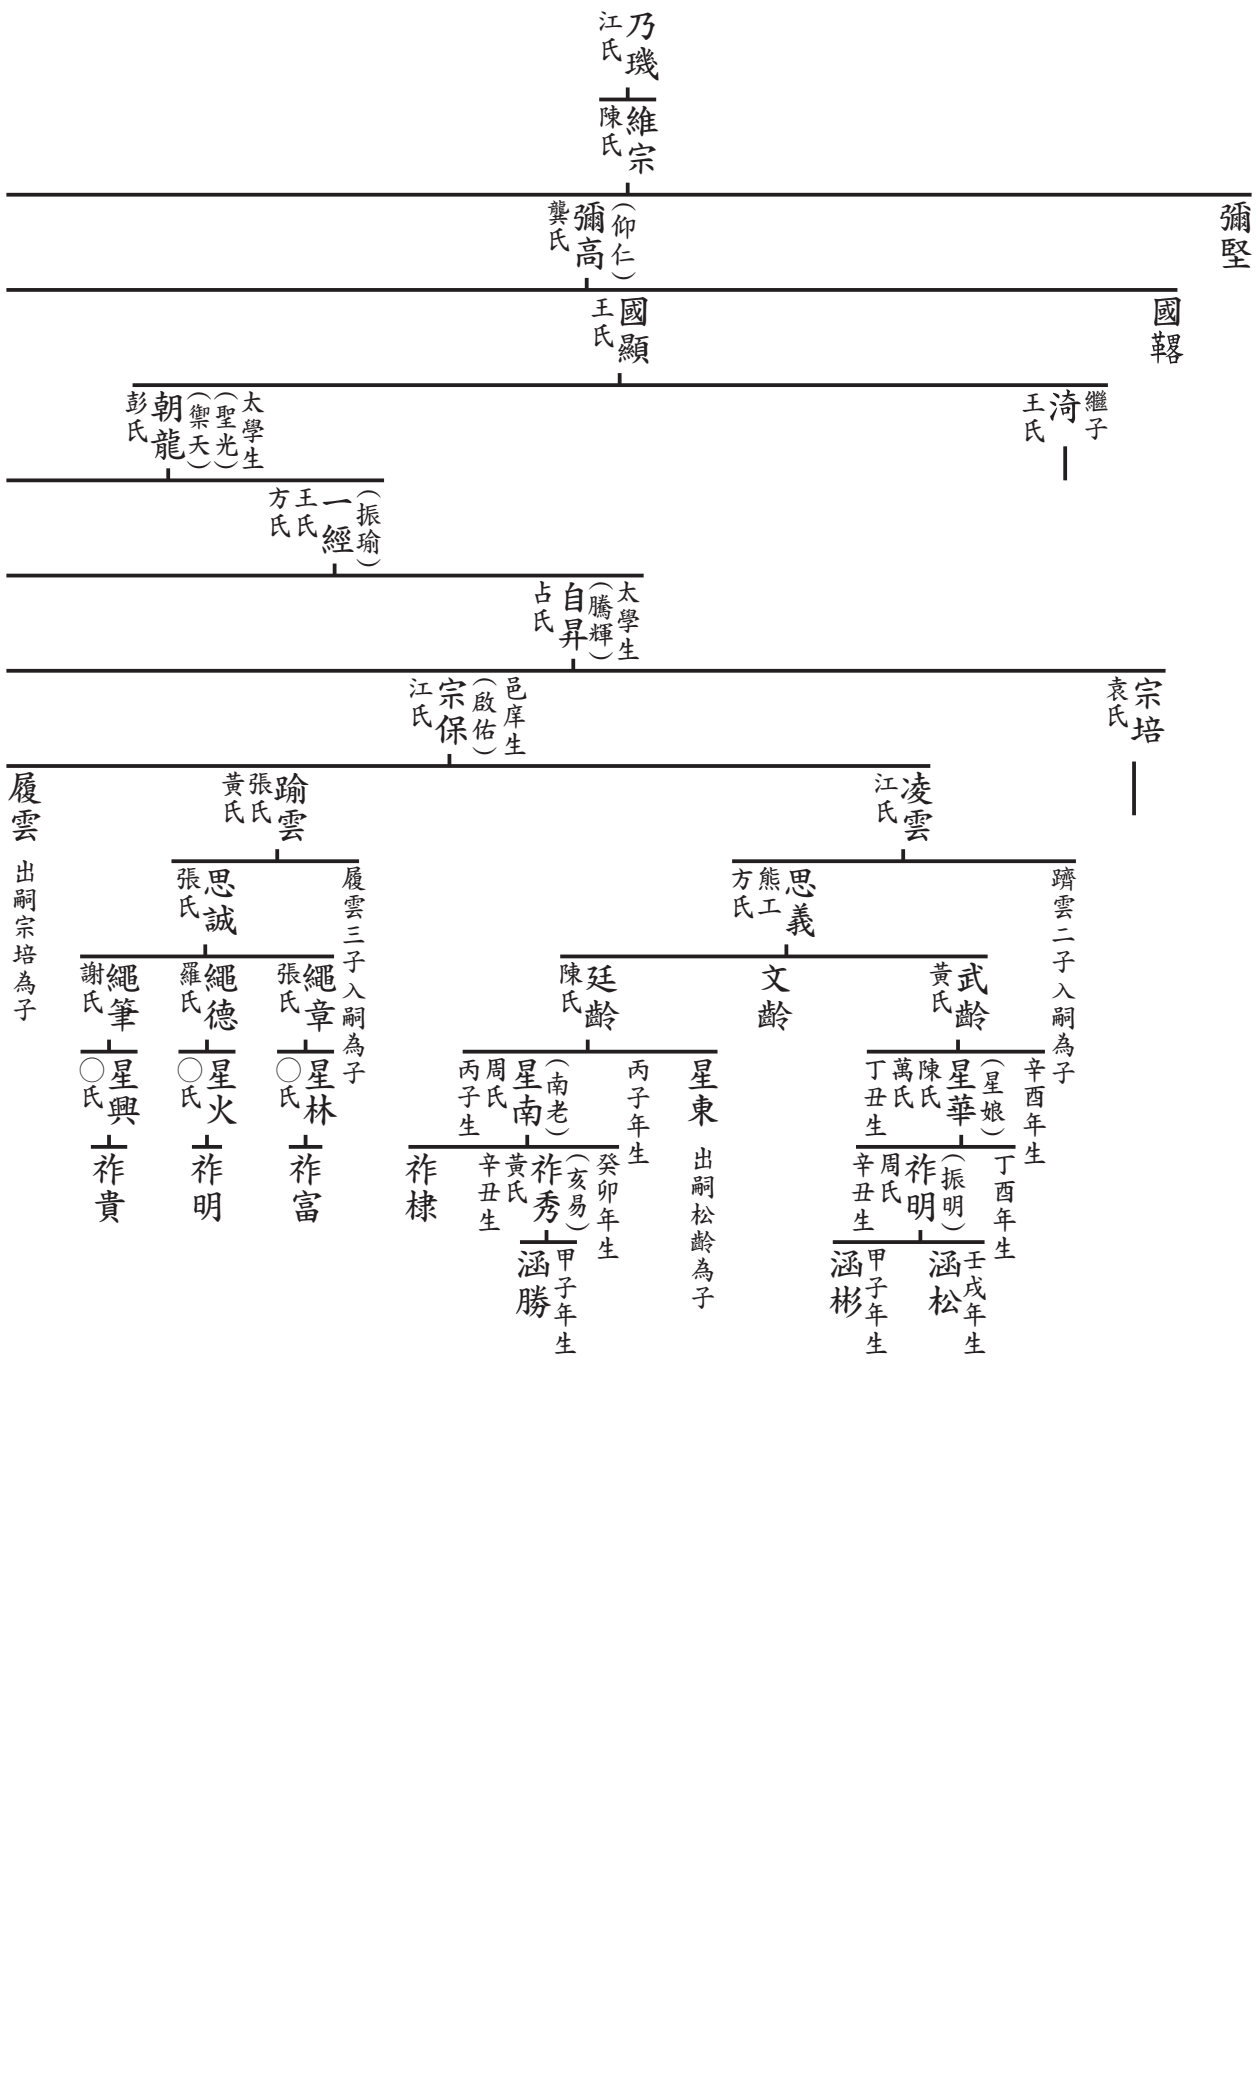 乃璣
江氏
維宗
陳氏
彌堅
(仰仁)
彌高
龔氏
國
國顯
王氏
繼子
淌
王氏
太學生
(聖光)
(禦天)
朝龍
彭氏
(振瑜)
一經
王氏
方氏
太學生
(騰輝)
自昇
占氏
宗培
袁氏
邑庠生
(啟佑)
宗保
江氏
凌雲
江氏
踰雲
張氏
黃氏
履雲 出嗣宗培為子
躋雲二子入嗣為子
思義
熊工
方氏
履雲三子入嗣為子
思誠
張氏
武齡
黃氏
文齡
廷齡
陳氏
繩章
張氏
繩德
羅氏
繩筆
謝氏
辛酉年生
(星娘)
星華
陳氏
萬氏
丁丑生
星東 出嗣松齡為子
丙子年生
(南老)
星南
周氏
丙子生
星林
〇氏
星火
〇氏
星興
〇氏
丁酉年生
(振明)
祚明
周氏
辛丑生
癸卯年生
(亥易)
祚秀
黃氏
辛丑生
祚棣
祚富
祚明
祚貴
壬戌年生
涵松
甲子年生
涵彬
甲子年生
涵勝